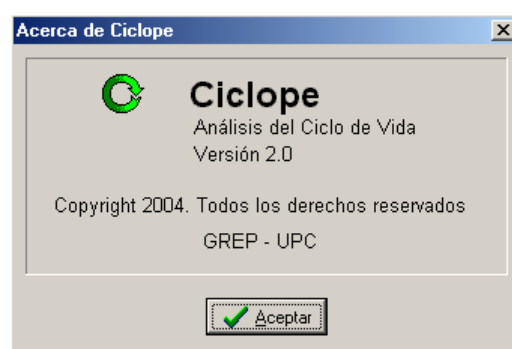 Acerca de Ciclope
Ciclope
Análisis del Ciclo de Vida
Versión 2.0
Copyright 2004. Todos los derechos reservados
GREP - UPC
Aceptar